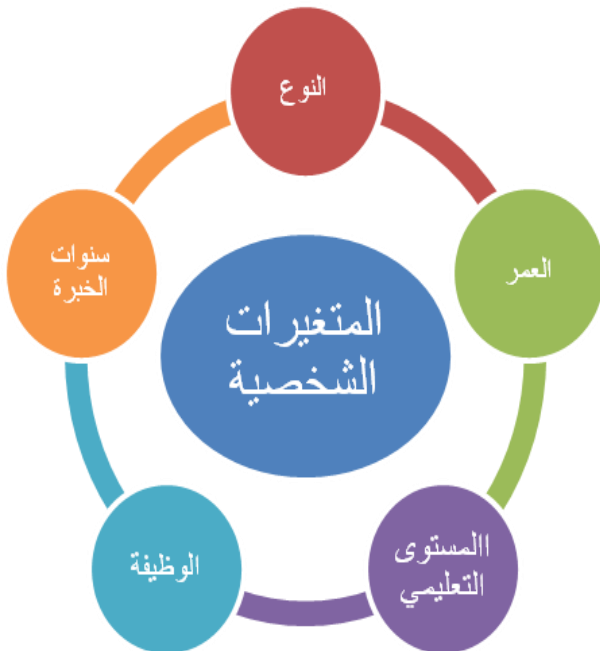 النوع
العمر
سنوات
الخبرة
المتغيرات
الشخصية
االمستوى
التعليمي
الوظيفة